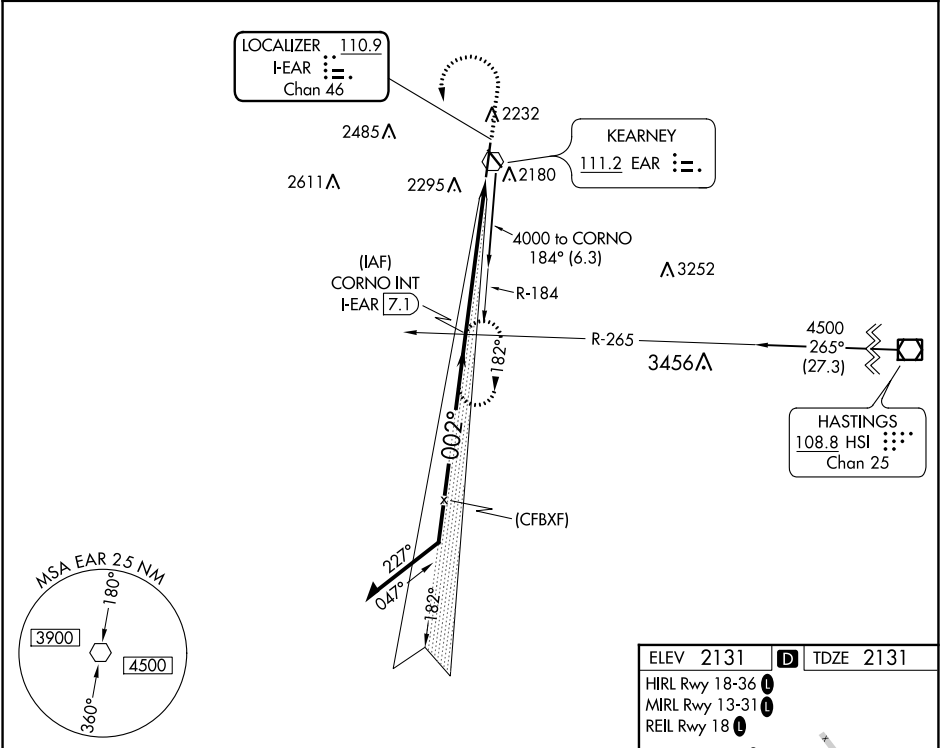 LOCALIZER 110.9
I-EAR
Chan 46
2232
2485
KEARNEY
111.2 EAR
2611
2295
2180
4000 to CORNO
184° (6.3)
(IAF)
CORNO INT
I-EAR 7.1
3252
R-184
R-265
4500
265°
(27.3)
182°
3456
HASTINGS
108.8 HSI
Chan 25
002°
(CFBXF)
227°
047°
182°
MSA EAR 25 NM
180°
3900
4500
360°
ELEV 2131 D TDZE 2131
HIRL Rwy 18-36 L
MIRL Rwy 13-31 L
REIL Rwy 18 L